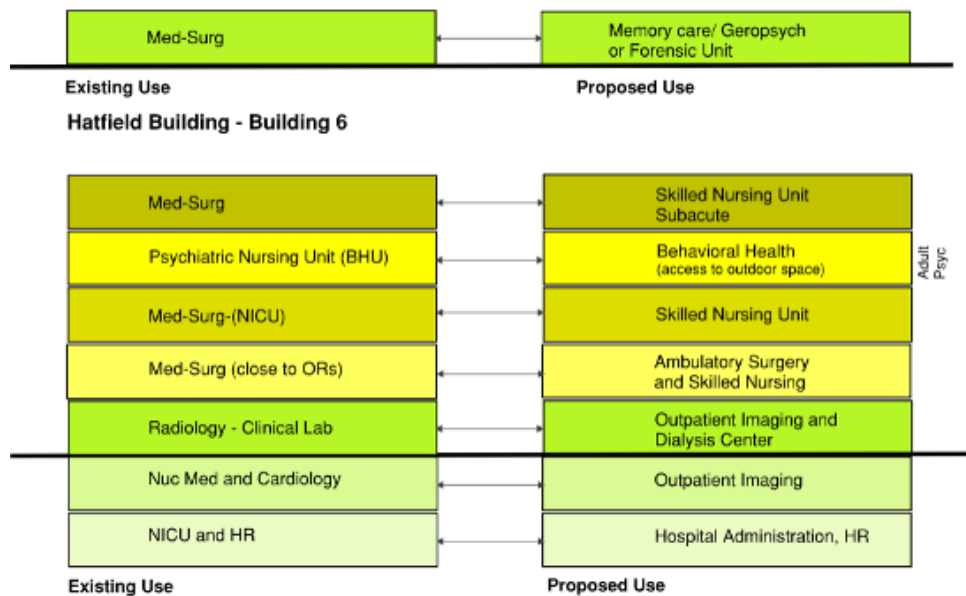 Med-Surg
Memory care/ Geropsych
or Forensic Unit
Existing Use
Proposed Use
Hatfield Building - Building 6
Med-Surg
Skilled Nursing Unit
Subacute
Psychiatric Nursing Unit (BHU)
Behavioral Health
(access to outdoor space)
Adult
Psyc
Med-Surg-(NICU)
Skilled Nursing Unit
Med-Surg (close to ORs)
Ambulatory Surgery
and Skilled Nursing
Radiology - Clinical Lab
Outpatient Imaging and
Dialysis Center
Nuc Med and Cardiology
Outpatient Imaging
NICU and HR
Hospital Administration, HR
Existing Use
Proposed Use